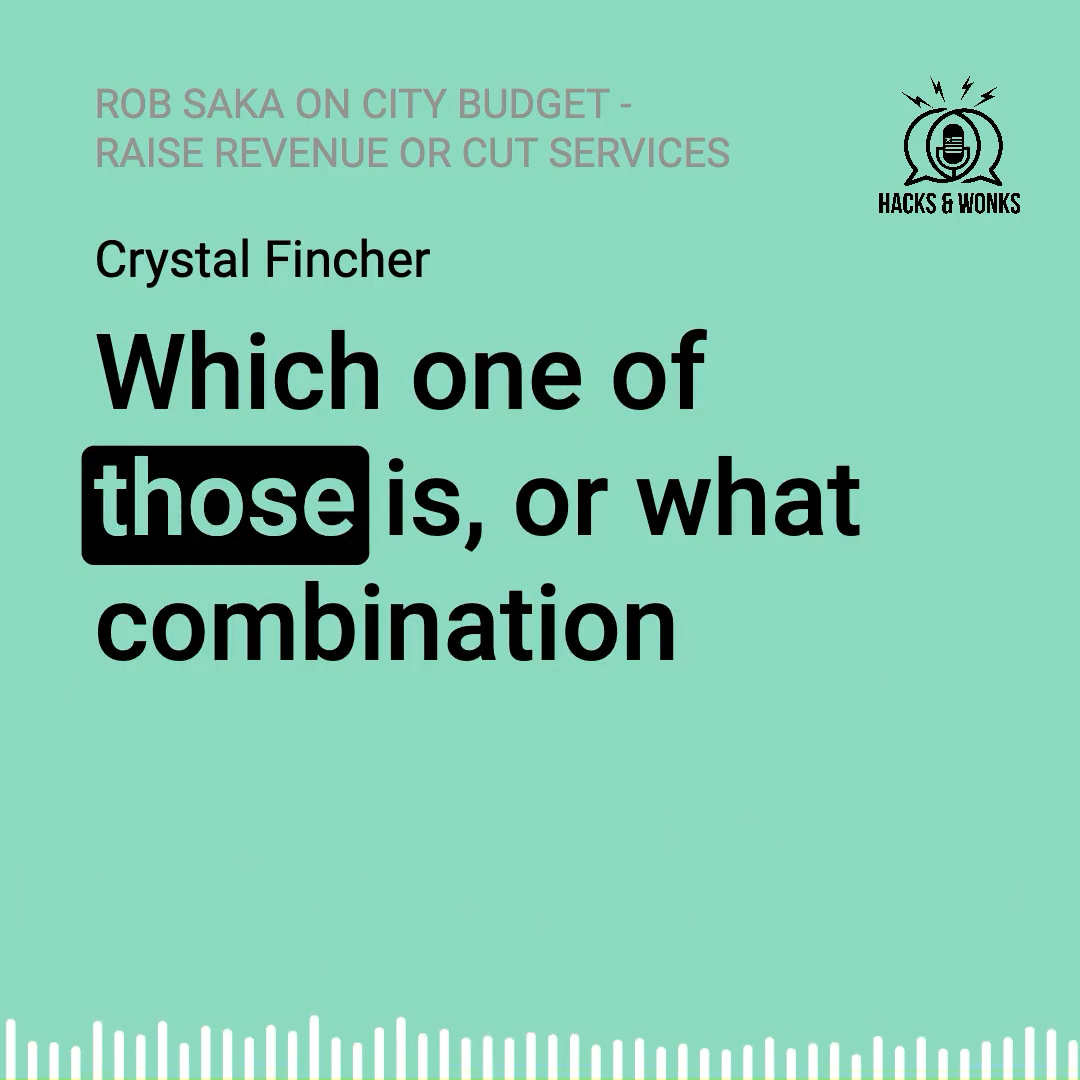 ROB SAKA ON CITY BUDGET -
RAISE REVENUE OR CUT SERVICES
HACKS & WONKS
Crystal Fincher
Which one of
those is, or what
combination